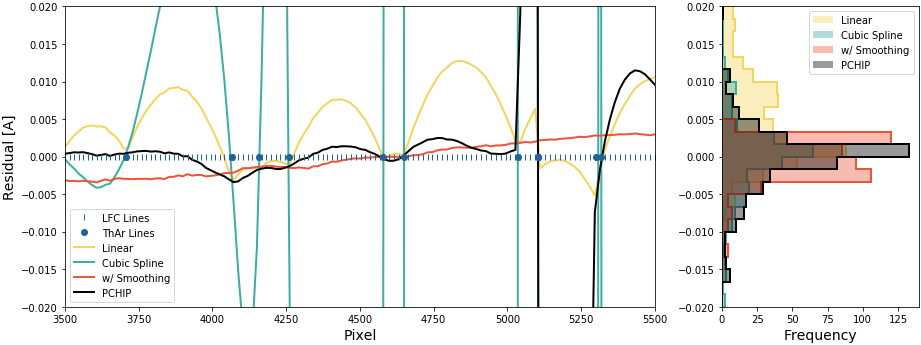 0.020
0.015
0.010
0.005
0.000
−0.005
−0.010
−0.015
−0.020
Residual [A]
LFC Lines
ThAr Lines
Linear
Cubic Spline
w/ Smoothing
PCHIP
3500
3750
4000
4250
4500
4750
5000
5250
5500
Pixel
0.020
0.015
0.010
0.005
0.000
−0.005
−0.010
−0.015
−0.020
Linear
Cubic Spline
w/ Smoothing
PCHIP
0
25
50
75
100
125
Frequency